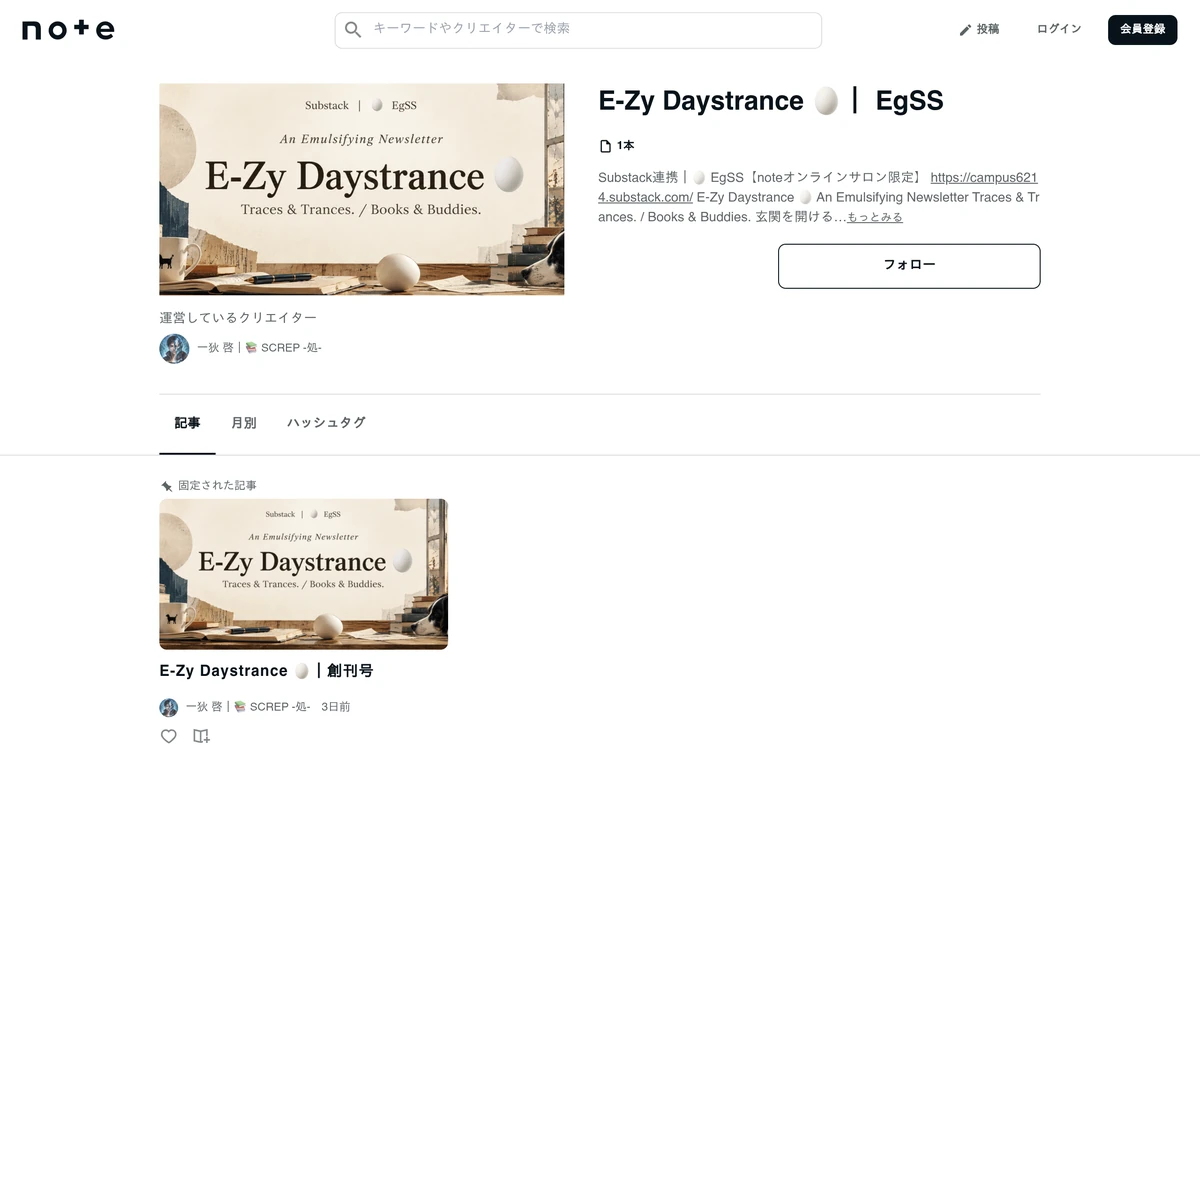 note
キーワードやクリエイターで検索
投稿
ログイン
会員登録
Substack | 🥚 EgSS
An Emulsifying Newsletter
E-Zy Daystrance 🥚
Traces & Trances. / Books & Buddies.
E-Zy Daystrance 🥚 | EgSS
1本
Substack連携｜🥚 EgSS【noteオンラインサロン限定】 https://campus621
4.substack.com/ E-Zy Daystrance 🥚 An Emulsifying Newsletter Traces & Tr
ances. / Books & Buddies. 玄関を開ける…もっとみる
フォロー
運営しているクリエイター
一狄 啓 | 📚 SCREP -処-
記事
月別
ハッシュタグ
固定された記事
Substack | 🥚 EgSS
An Emulsifying Newsletter
E-Zy Daystrance 🥚
Traces & Trances. / Books & Buddies.
E-Zy Daystrance 🥚｜創刊号
一狄 啓 | 📚 SCREP -処- 3日前